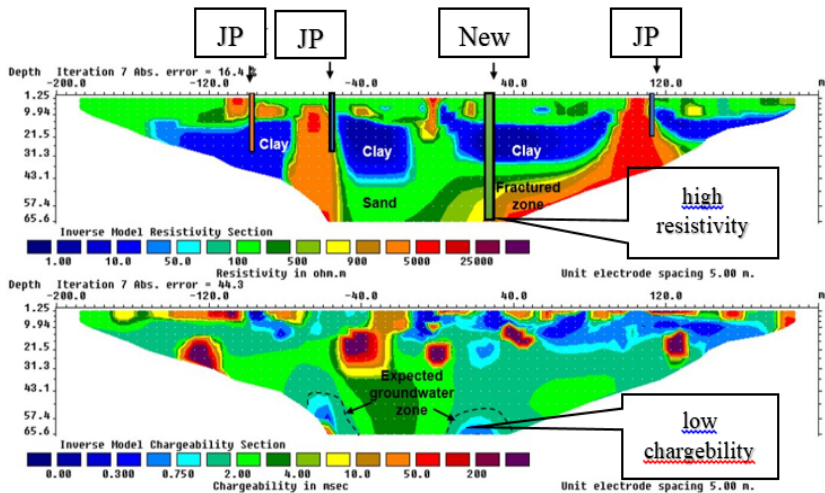 JP JP New JP
Depth Iteration 7 Abs. error = 16.4 %
-200.0 -120.0 -40.0 40.0 120.0 m
1.25
9.94
21.5
31.3
43.1
57.4
65.6
Clay Clay Clay
Sand
Fractured
zone
high
resistivity
Inverse Model Resistivity Section
1.00 10.0 50.0 100 500 900 5000 25000
Resistivity in ohm.m
Unit electrode spacing 5.00 m.
Depth Iteration 7 Abs. error = 44.3
-200.0 -120.0 -40.0 40.0 120.0 m
1.25
9.94
21.5
31.3
43.1
57.4
65.6
Expected
groundwater
zone
low
chargebility
Inverse Model Chargeability Section
0.00 0.300 0.750 2.00 4.00 10.0 50.0 200
Chargeability in msec
Unit electrode spacing 5.00 m.